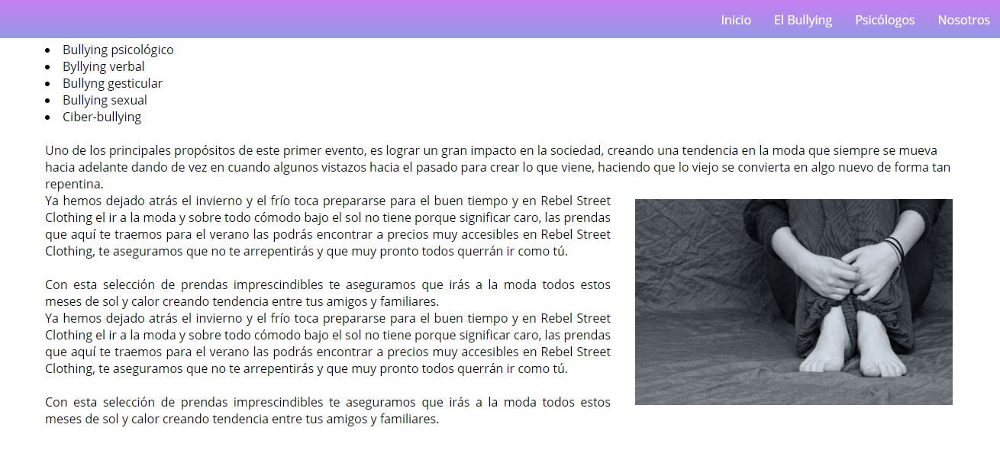 Inicio El Bullying Psicólogos Nosotros
Bullying psicológico
Byllying verbal
Bullyng gesticular
Bullying sexual
Ciber-bullying
Uno de los principales propósitos de este primer evento, es lograr un gran impacto en la sociedad, creando una tendencia en la moda que siempre se mueva
hacia adelante dando de vez en cuando algunos vistazos hacia el pasado para crear lo que viene, haciendo que lo viejo se convierta en algo nuevo de forma tan
repentina.
Ya hemos dejado atrás el invierno y el frío toca prepararse para el buen tiempo y en Rebel Street
Clothing el ir a la moda y sobre todo cómodo bajo el sol no tiene porque significar caro, las prendas
que aquí te traemos para el verano las podrás encontrar a precios muy accesibles en Rebel Street
Clothing, te aseguramos que no te arrepentirás y que muy pronto todos querrán ir como tú.
Con esta selección de prendas imprescindibles te aseguramos que irás a la moda todos estos
meses de sol y calor creando tendencia entre tus amigos y familiares.
Ya hemos dejado atrás el invierno y el frío toca prepararse para el buen tiempo y en Rebel Street
Clothing el ir a la moda y sobre todo cómodo bajo el sol no tiene porque significar caro, las prendas
que aquí te traemos para el verano las podrás encontrar a precios muy accesibles en Rebel Street
Clothing, te aseguramos que no te arrepentirás y que muy pronto todos querrán ir como tú.
Con esta selección de prendas imprescindibles te aseguramos que irás a la moda todos estos
meses de sol y calor creando tendencia entre tus amigos y familiares.